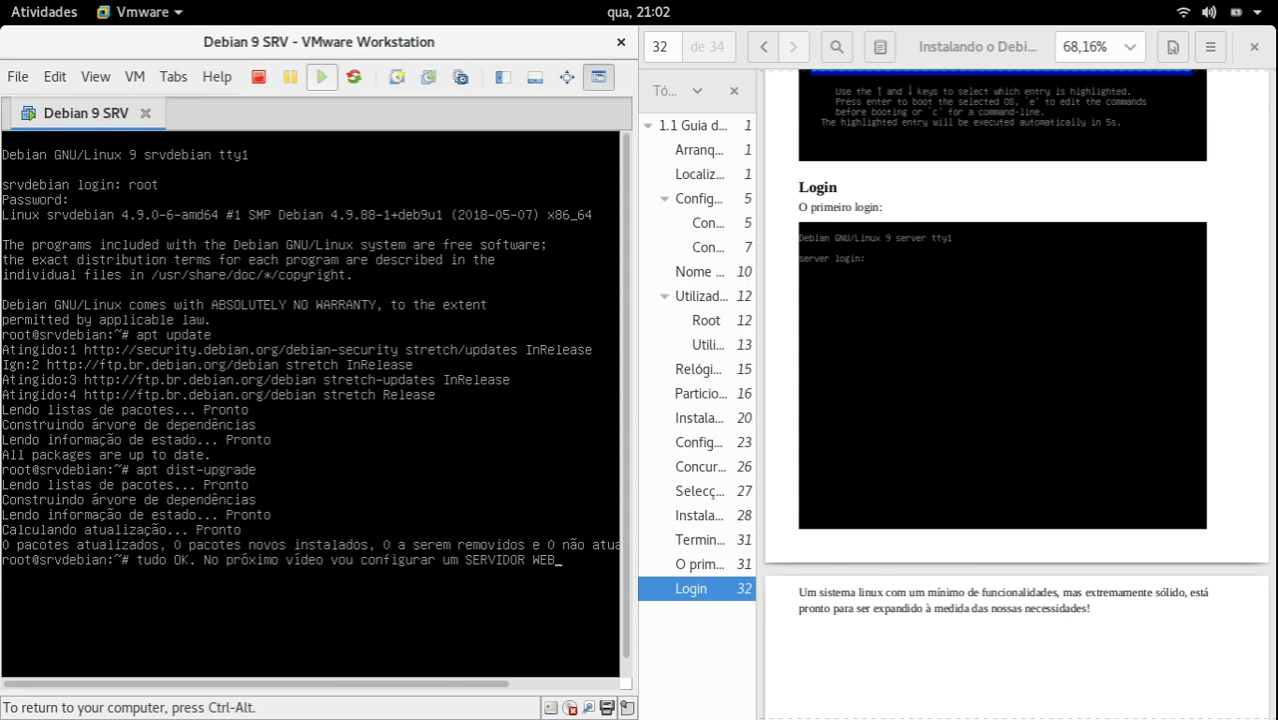 Atividades
Vmware
qua, 21:02
Debian 9 SRV - VMware Workstation
File Edit View VM Tabs Help
Debian 9 SRV
Debian GNU/Linux 9 srvdebian tty1
srvdebian login: root
Password:
Linux srvdebian 4.9.0-6-amd64 #1 SMP Debian 4.9.88-1+deb9u1 (2018-05-07) x86_64
The programs included with the Debian GNU/Linux system are free software;
the exact distribution terms for each program are described in the
individual files in /usr/share/doc/*/copyright.
Debian GNU/Linux comes with ABSOLUTELY NO WARRANTY, to the extent
permitted by applicable law.
root@srvdebian:~# apt update
Atingido:1 http://security.debian.org/debian-security stretch/updates InRelease
Ign:2 http://ftp.br.debian.org/debian stretch InRelease
Atingido:3 http://ftp.br.debian.org/debian stretch-updates InRelease
Atingido:4 http://ftp.br.debian.org/debian stretch Release
Lendo listas de pacotes... Pronto
Construindo árvore de dependências
Lendo informação de estado... Pronto
All packages are up to date.
root@srvdebian:~# apt dist-upgrade
Lendo listas de pacotes... Pronto
Construindo árvore de dependências
Lendo informação de estado... Pronto
Calculando atualização... Pronto
0 pacotes atualizados, 0 pacotes novos instalados, 0 a serem removidos e 0 não atua
root@srvdebian:~# tudo OK. No próximo vídeo vou configurar um SERVIDOR WEB_
To return to your computer, press Ctrl-Alt.
32 de 34
Instalando o Debi...
68,16%
Tó...
1.1 Guia d... 1
Arranq... 1
Localiz... 1
Config... 5
Con... 5
Con... 7
Nome ... 10
Utilizad... 12
Root 12
Utili... 13
Relógi... 15
Particio... 16
Instala... 20
Config... 23
Concur... 26
Selecç... 27
Instala... 28
Termin... 31
O prim... 31
Login 32
Use the ↑ and ↓ keys to select which entry is highlighted.
Press enter to boot the selected OS, `e' to edit the commands
before booting or `c' for a command-line.
The highlighted entry will be executed automatically in 5s.
Login
O primeiro login:
Debian GNU/Linux 9 server tty1
server login:
Um sistema linux com um mínimo de funcionalidades, mas extremamente sólido, está
pronto para ser expandido à medida das nossas necessidades!